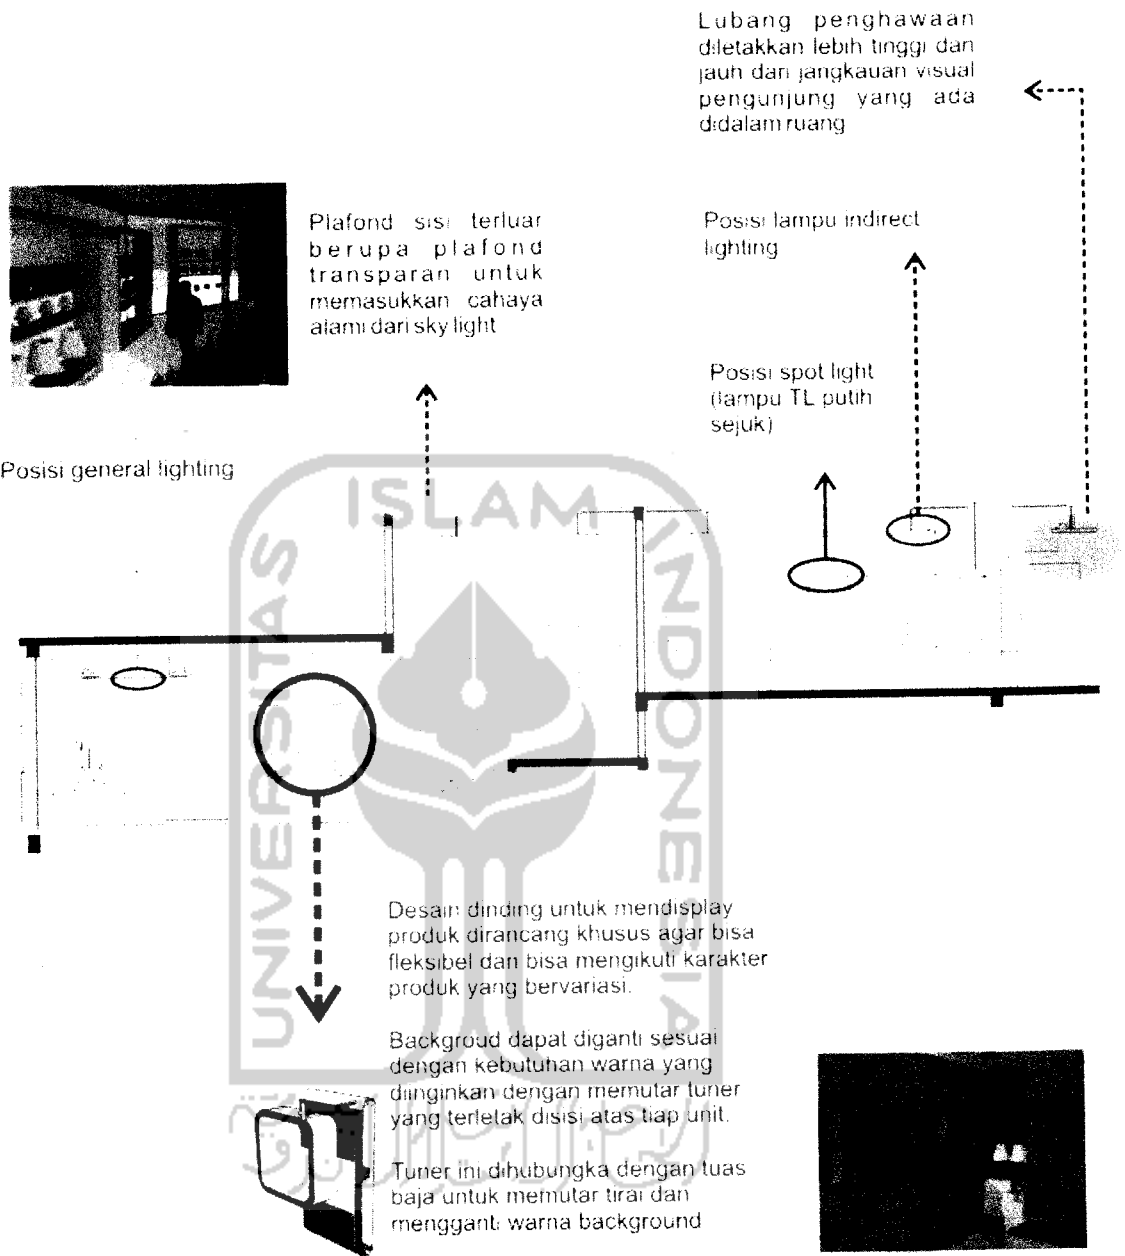 Lubang penghawaan
diletakkan lebih tinggi dan
jauh dari jangkauan visual
pengunjung yang ada
didalam ruang
Plafond sisi terluar
berupa plafond
transparan untuk
memasukkan cahaya
alami dari sky light
Posisi lampu indirect
lighting
Posisi spot light
(lampu TL putih
sejuk)
Posisi general lighting
UNIVERSITAS
ISLAM
INDONESIA
Desain dinding untuk mendisplay
produk dirancang khusus agar bisa
fleksibel dan bisa mengikuti karakter
produk yang bervariasi.
Backgroud dapat diganti sesuai
dengan kebutuhan warna yang
diinginkan dengan memutar tuner
yang terletak disisi atas tiap unit.
Tuner ini dihubungka dengan tuas
baja untuk memutar tirai dan
mengganti warna background